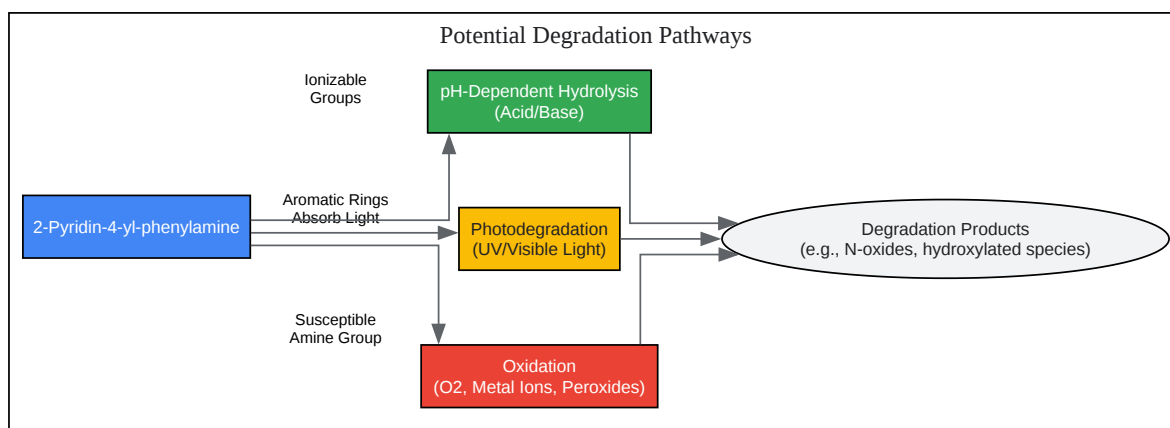 Potential Degradation Pathways
Ionizable
Groups
pH-Dependent Hydrolysis
(Acid/Base)
2-Pyridin-4-yl-phenylamine
Aromatic Rings
Absorb Light
Photodegradation
(UV/Visible Light)
Degradation Products
(e.g., N-oxides, hydroxylated species)
Susceptible
Amine Group
Oxidation
(O2, Metal Ions, Peroxides)